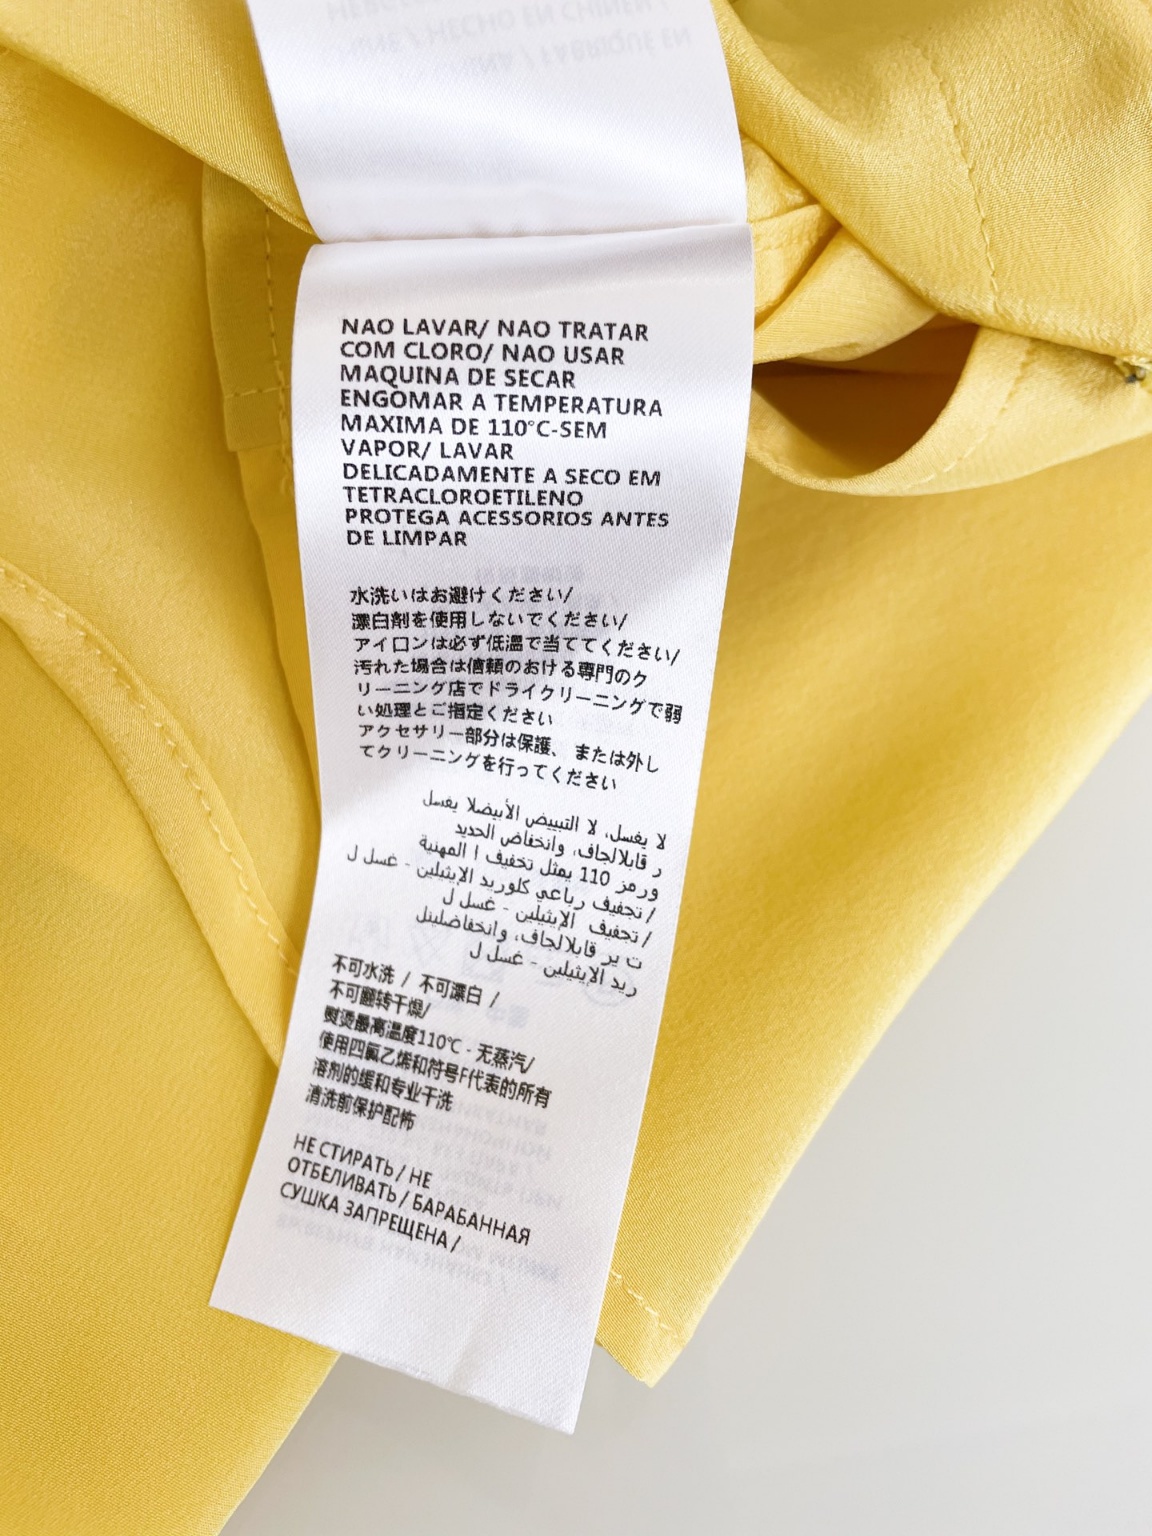 NAO LAVAR/ NAO TRATAR
COM CLORO/ NAO USAR
MAQUINA DE SECAR
ENGOMAR A TEMPERATURA
MAXIMA DE 110°C-SEM
VAPOR/ LAVAR
DELICADAMENTE A SECO EM
TETRACLOROETILENO
PROTEGA ACESSORIOS ANTES
DE LIMPAR
水洗いはお避けください/
漂白剤を使用しないでください/
アイロンは必ず低温で当ててください/
汚れた場合は信頼のおける専門のク
リーニング店でドライクリーニングで弱
い処理とご指定ください
アクセサリー部分は保護、または外し
てクリーニングを行ってください
لا يغسل، لا التبييض الأبيضلا يغسل
ر قابلالجاف، وانخفاض الحديد
ورمز 110 يمثل تخفيف ا المهنية
/ تجفيف رباعي كلوريد الإيثيلين - غسل ل
/ تجفيف الإيثيلين - غسل ل
ت ير قابلالجاف، وانخفاضلينل
ريد الإيثيلين - غسل ل
不可水洗 / 不可漂白 /
不可翻转干燥/
熨烫最高温度110℃ - 无蒸汽/
使用四氯乙烯和符号F代表的所有
溶剂的缓和专业干洗
清洗前保护配饰
НЕ СТИРАТЬ / НЕ
ОТБЕЛИВАТЬ / БАРАБАННАЯ
СУШКА ЗАПРЕЩЕНА /